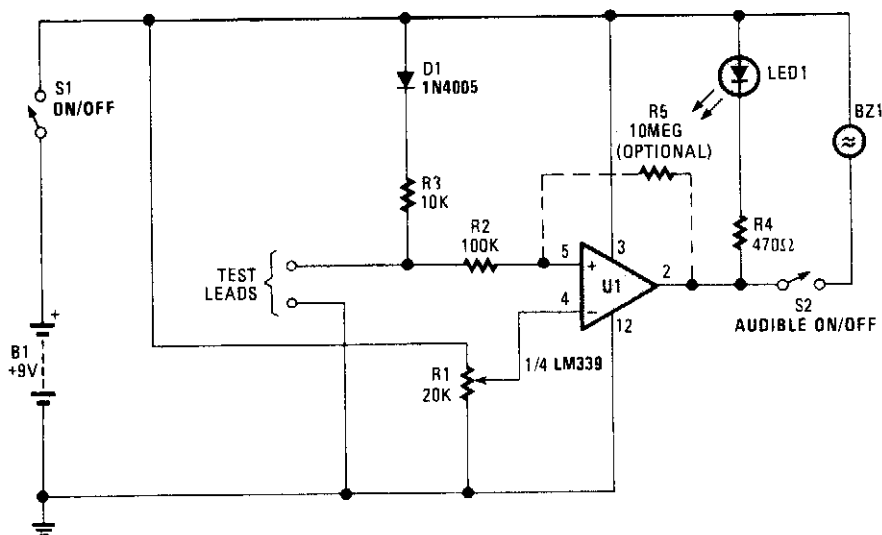 S1
ON/OFF
D1
1N4005
R3
10K
R2
100K
TEST
LEADS
R5
10MEG
(OPTIONAL)
LED1
BZ1
≈
R4
470Ω
S2
AUDIBLE ON/OFF
5
+
3
U1
2
4
−
12
1/4 LM339
R1
20K
+
B1
+9V